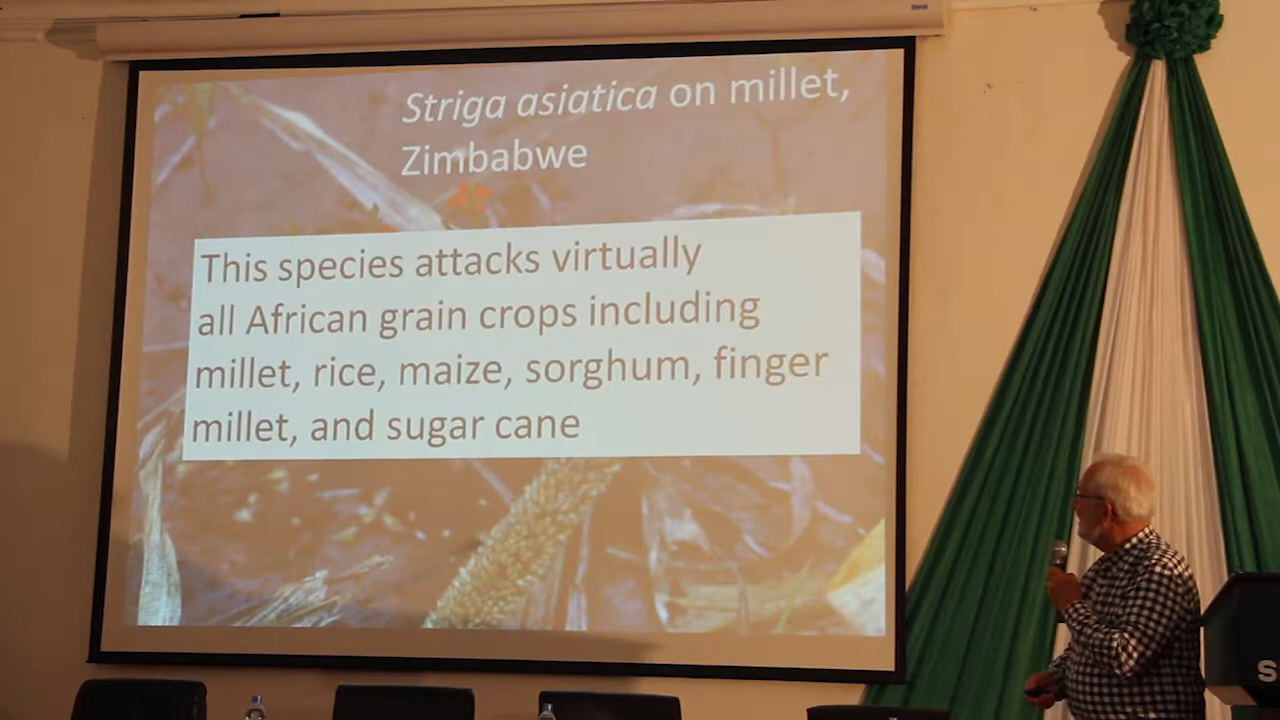 Striga asiatica on millet,
Zimbabwe
This species attacks virtually
all African grain crops including
millet, rice, maize, sorghum, finger
millet, and sugar cane
S